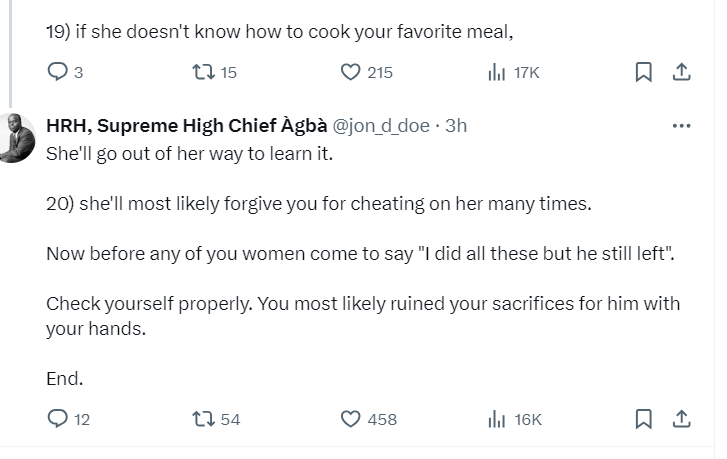 19) if she doesn't know how to cook your favorite meal,
3 15 215 17K
HRH, Supreme High Chief Àgbà @jon_d_doe · 3h
She'll go out of her way to learn it.
20) she'll most likely forgive you for cheating on her many times.
Now before any of you women come to say "I did all these but he still left".
Check yourself properly. You most likely ruined your sacrifices for him with
your hands.
End.
12 54 458 16K